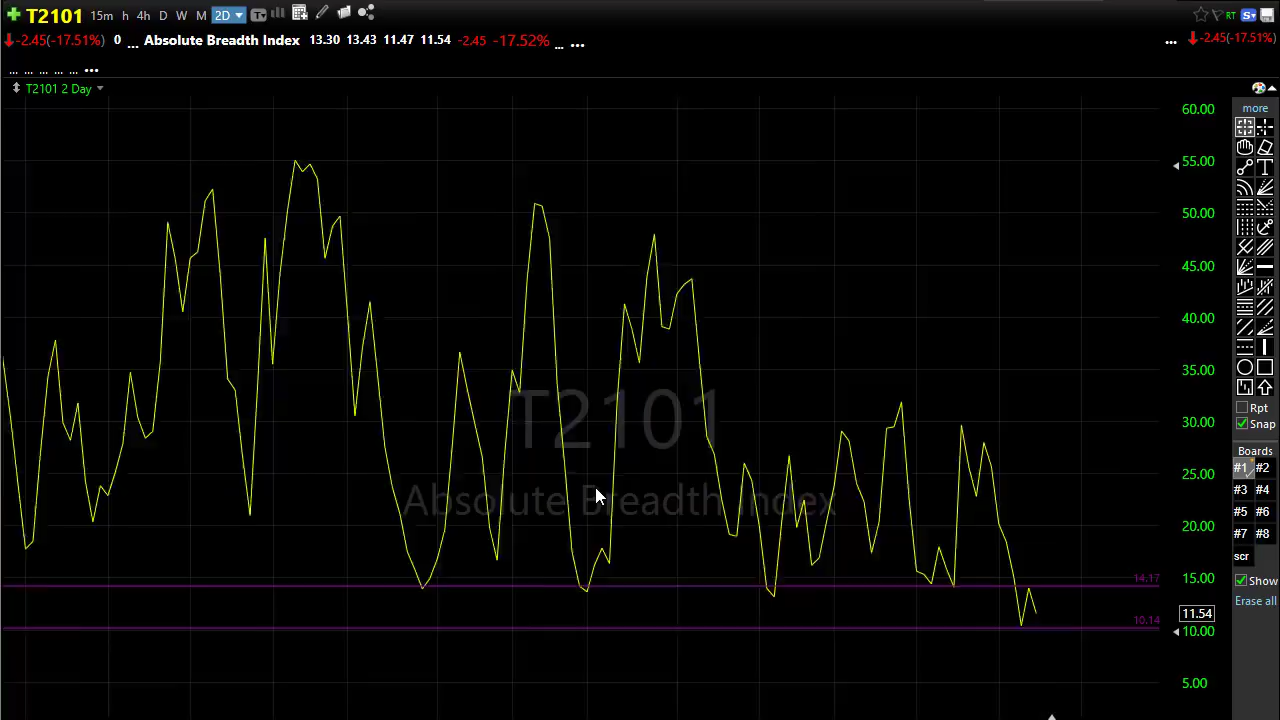 T2101 15m h 4h D W M 2D
RT
-2.45(-17.51%) 0 ... Absolute Breadth Index 13.30 13.43 11.47 11.54 -2.45 -17.52% ... ... ... -2.45(-17.51%)
... ... ... ... ... ...
T2101 2 Day
60.00
more
55.00
50.00
45.00
40.00
35.00
30.00
25.00
20.00
15.00
10.00
5.00
T2101
Absolute Breadth Index
14.17
10.14
11.54
Rpt
Snap
Boards
#1 #2
#3 #4
#5 #6
#7 #8
scr
Show
Erase all